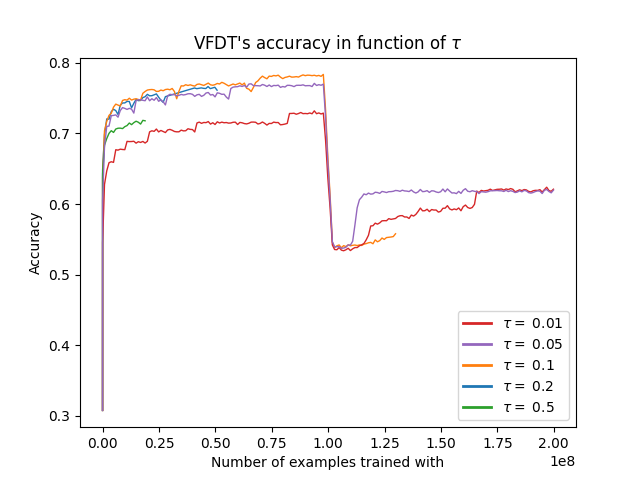 VFDT's accuracy in function of τ
0.8
0.7
0.6
0.5
0.4
0.3
Accuracy
τ = 0.01
τ = 0.05
τ = 0.1
τ = 0.2
τ = 0.5
0.00 0.25 0.50 0.75 1.00 1.25 1.50 1.75 2.00
Number of examples trained with
1e8